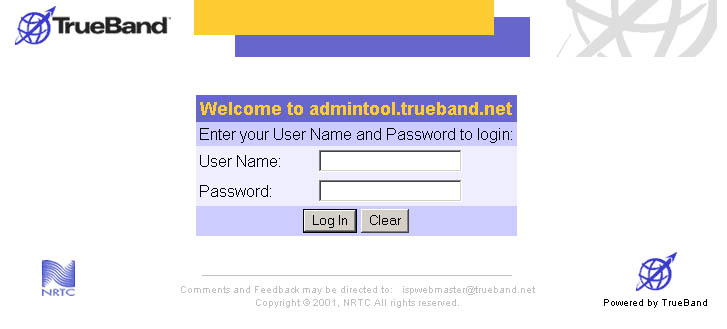 TrueBand
Welcome to admintool.trueband.net
Enter your User Name and Password to login:
User Name:
Password:
Log In Clear
NRTC
Comments and Feedback may be directed to: ispwebmaster@trueband.net
Copyright © 2001, NRTC All rights reserved.
Powered by TrueBand